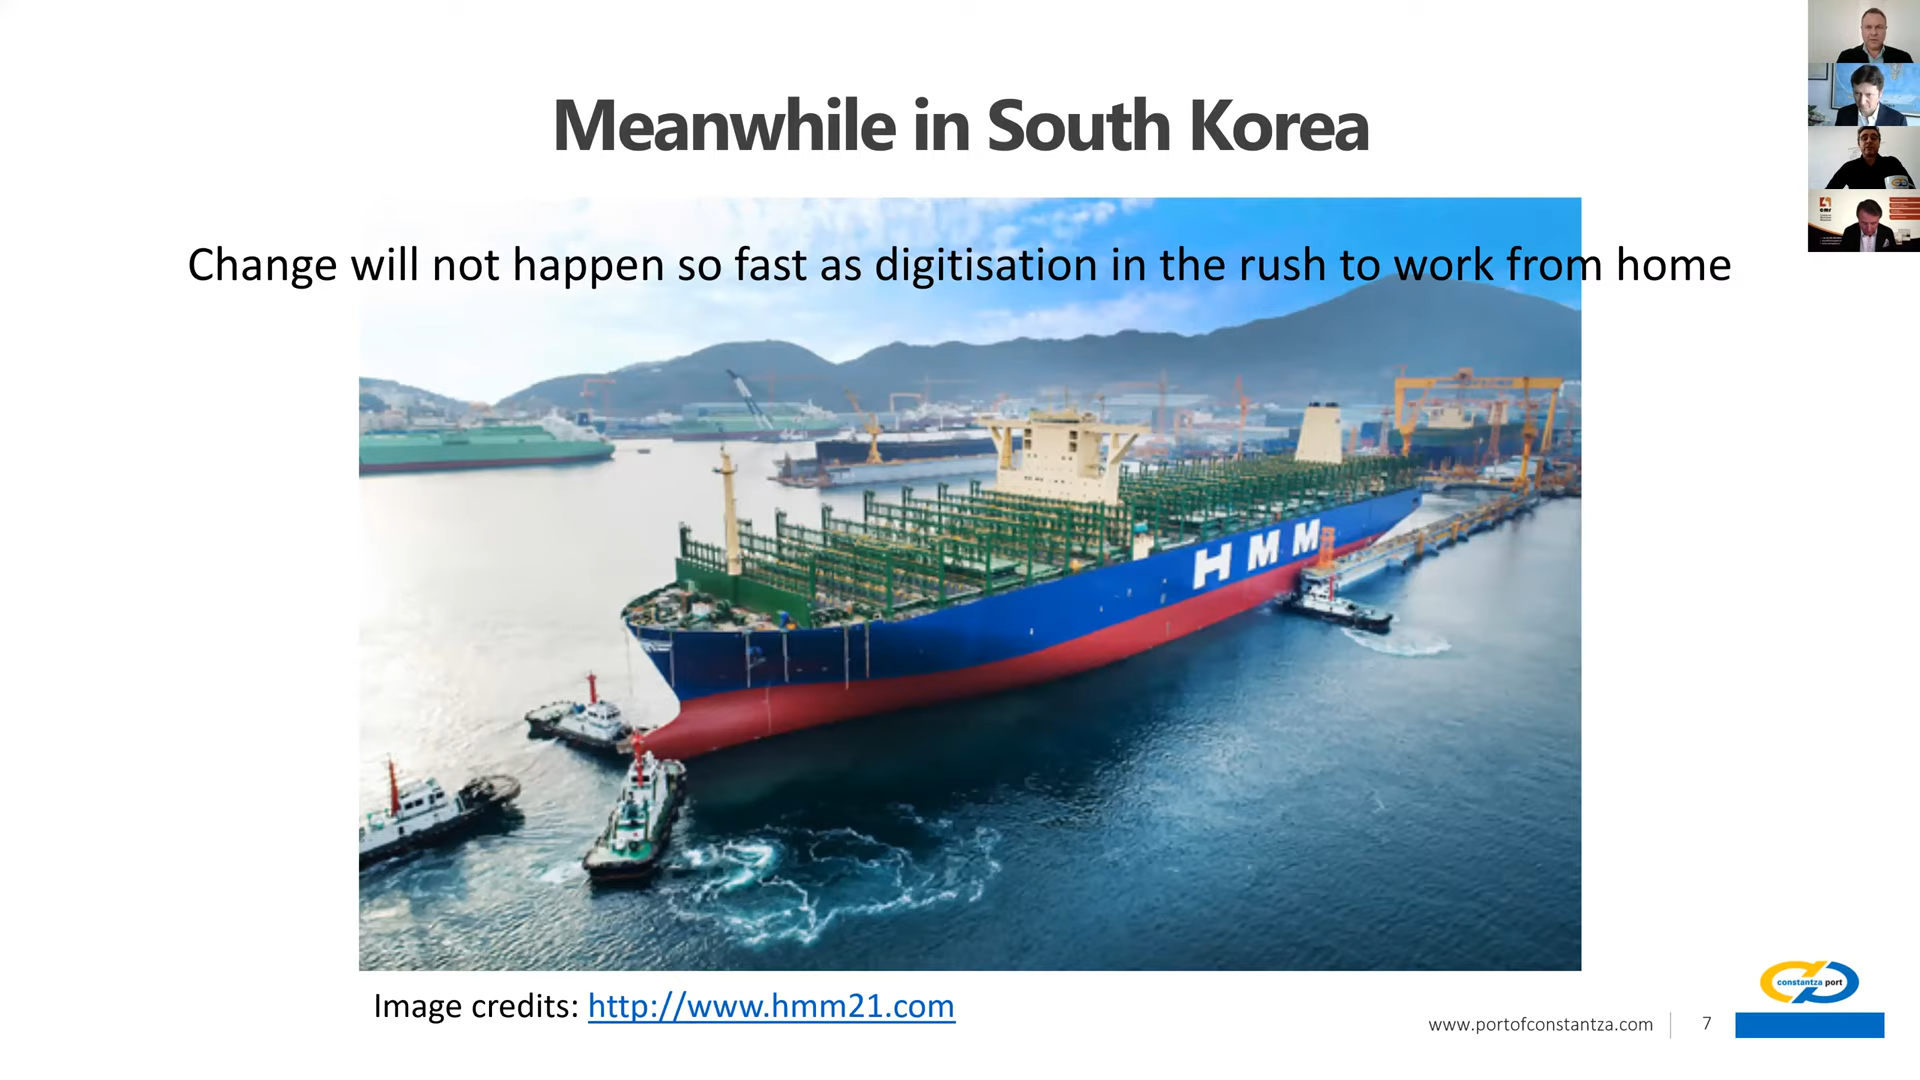 Meanwhile in South Korea
Change will not happen so fast as digitisation in the rush to work from home
HMM
Image credits: http://www.hmm21.com
constantza port
www.portofconstantza.com
7